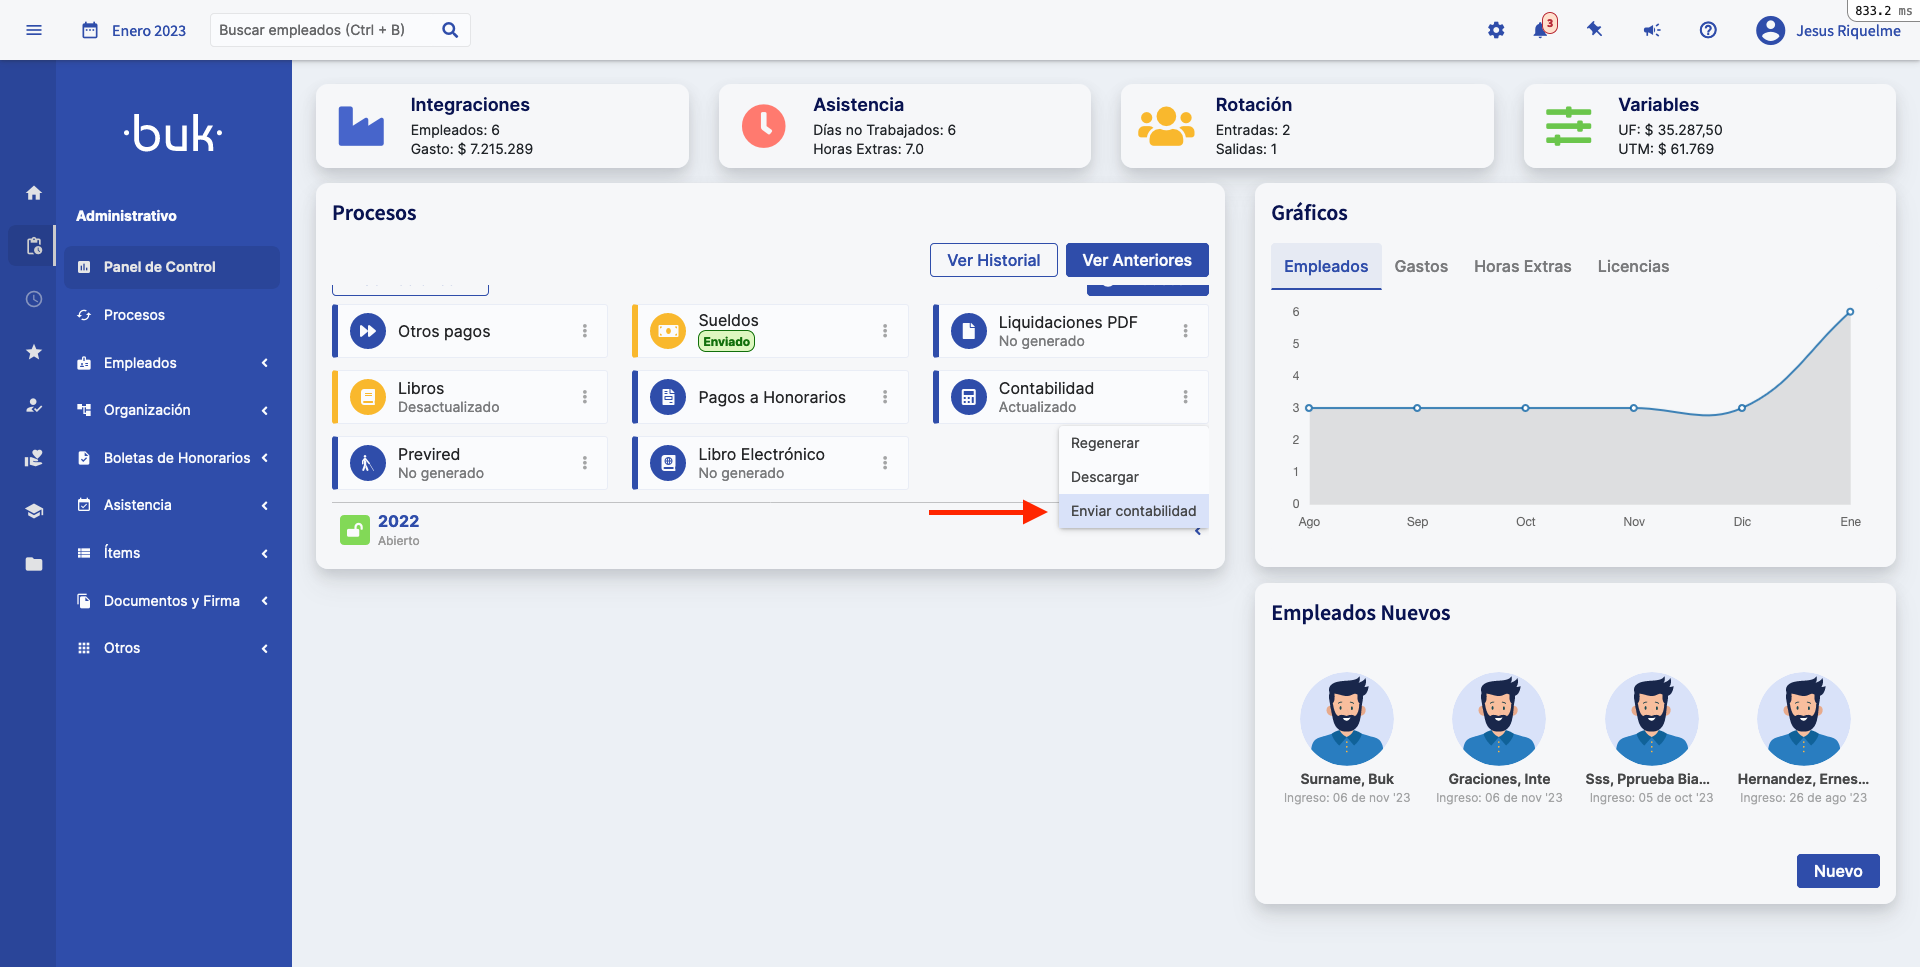 833.2 ms
Enero 2023
Buscar empleados (Ctrl + B)
3
Jesus Riquelme
·buk·
Administrativo
Panel de Control
Procesos
Empleados
Organización
Boletas de Honorarios
Asistencia
Ítems
Documentos y Firma
Otros
Integraciones
Empleados: 6
Gasto: $ 7.215.289
Asistencia
Días no Trabajados: 6
Horas Extras: 7.0
Rotación
Entradas: 2
Salidas: 1
Variables
UF: $ 35.287,50
UTM: $ 61.769
Procesos
Ver Historial
Ver Anteriores
Otros pagos
Sueldos
Enviado
Liquidaciones PDF
No generado
Libros
Desactualizado
Pagos a Honorarios
Contabilidad
Actualizado
Previred
No generado
Libro Electrónico
No generado
Regenerar
Descargar
Enviar contabilidad
2022
Abierto
Gráficos
Empleados
Gastos
Horas Extras
Licencias
6
5
4
3
2
1
0
Ago
Sep
Oct
Nov
Dic
Ene
Empleados Nuevos
Surname, Buk
Ingreso: 06 de nov '23
Graciones, Inte
Ingreso: 06 de nov '23
Sss, Pprueba Bia...
Ingreso: 05 de oct '23
Hernandez, Ernes...
Ingreso: 26 de ago '23
Nuevo